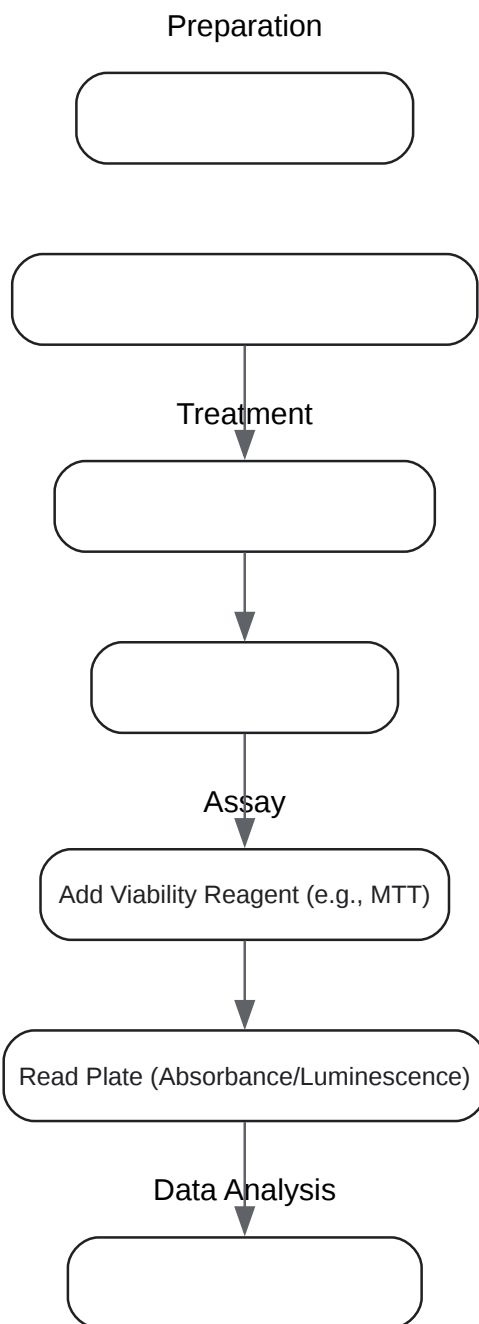 Preparation
Treatment
Assay
Add Viability Reagent (e.g., MTT)
Read Plate (Absorbance/Luminescence)
Data Analysis